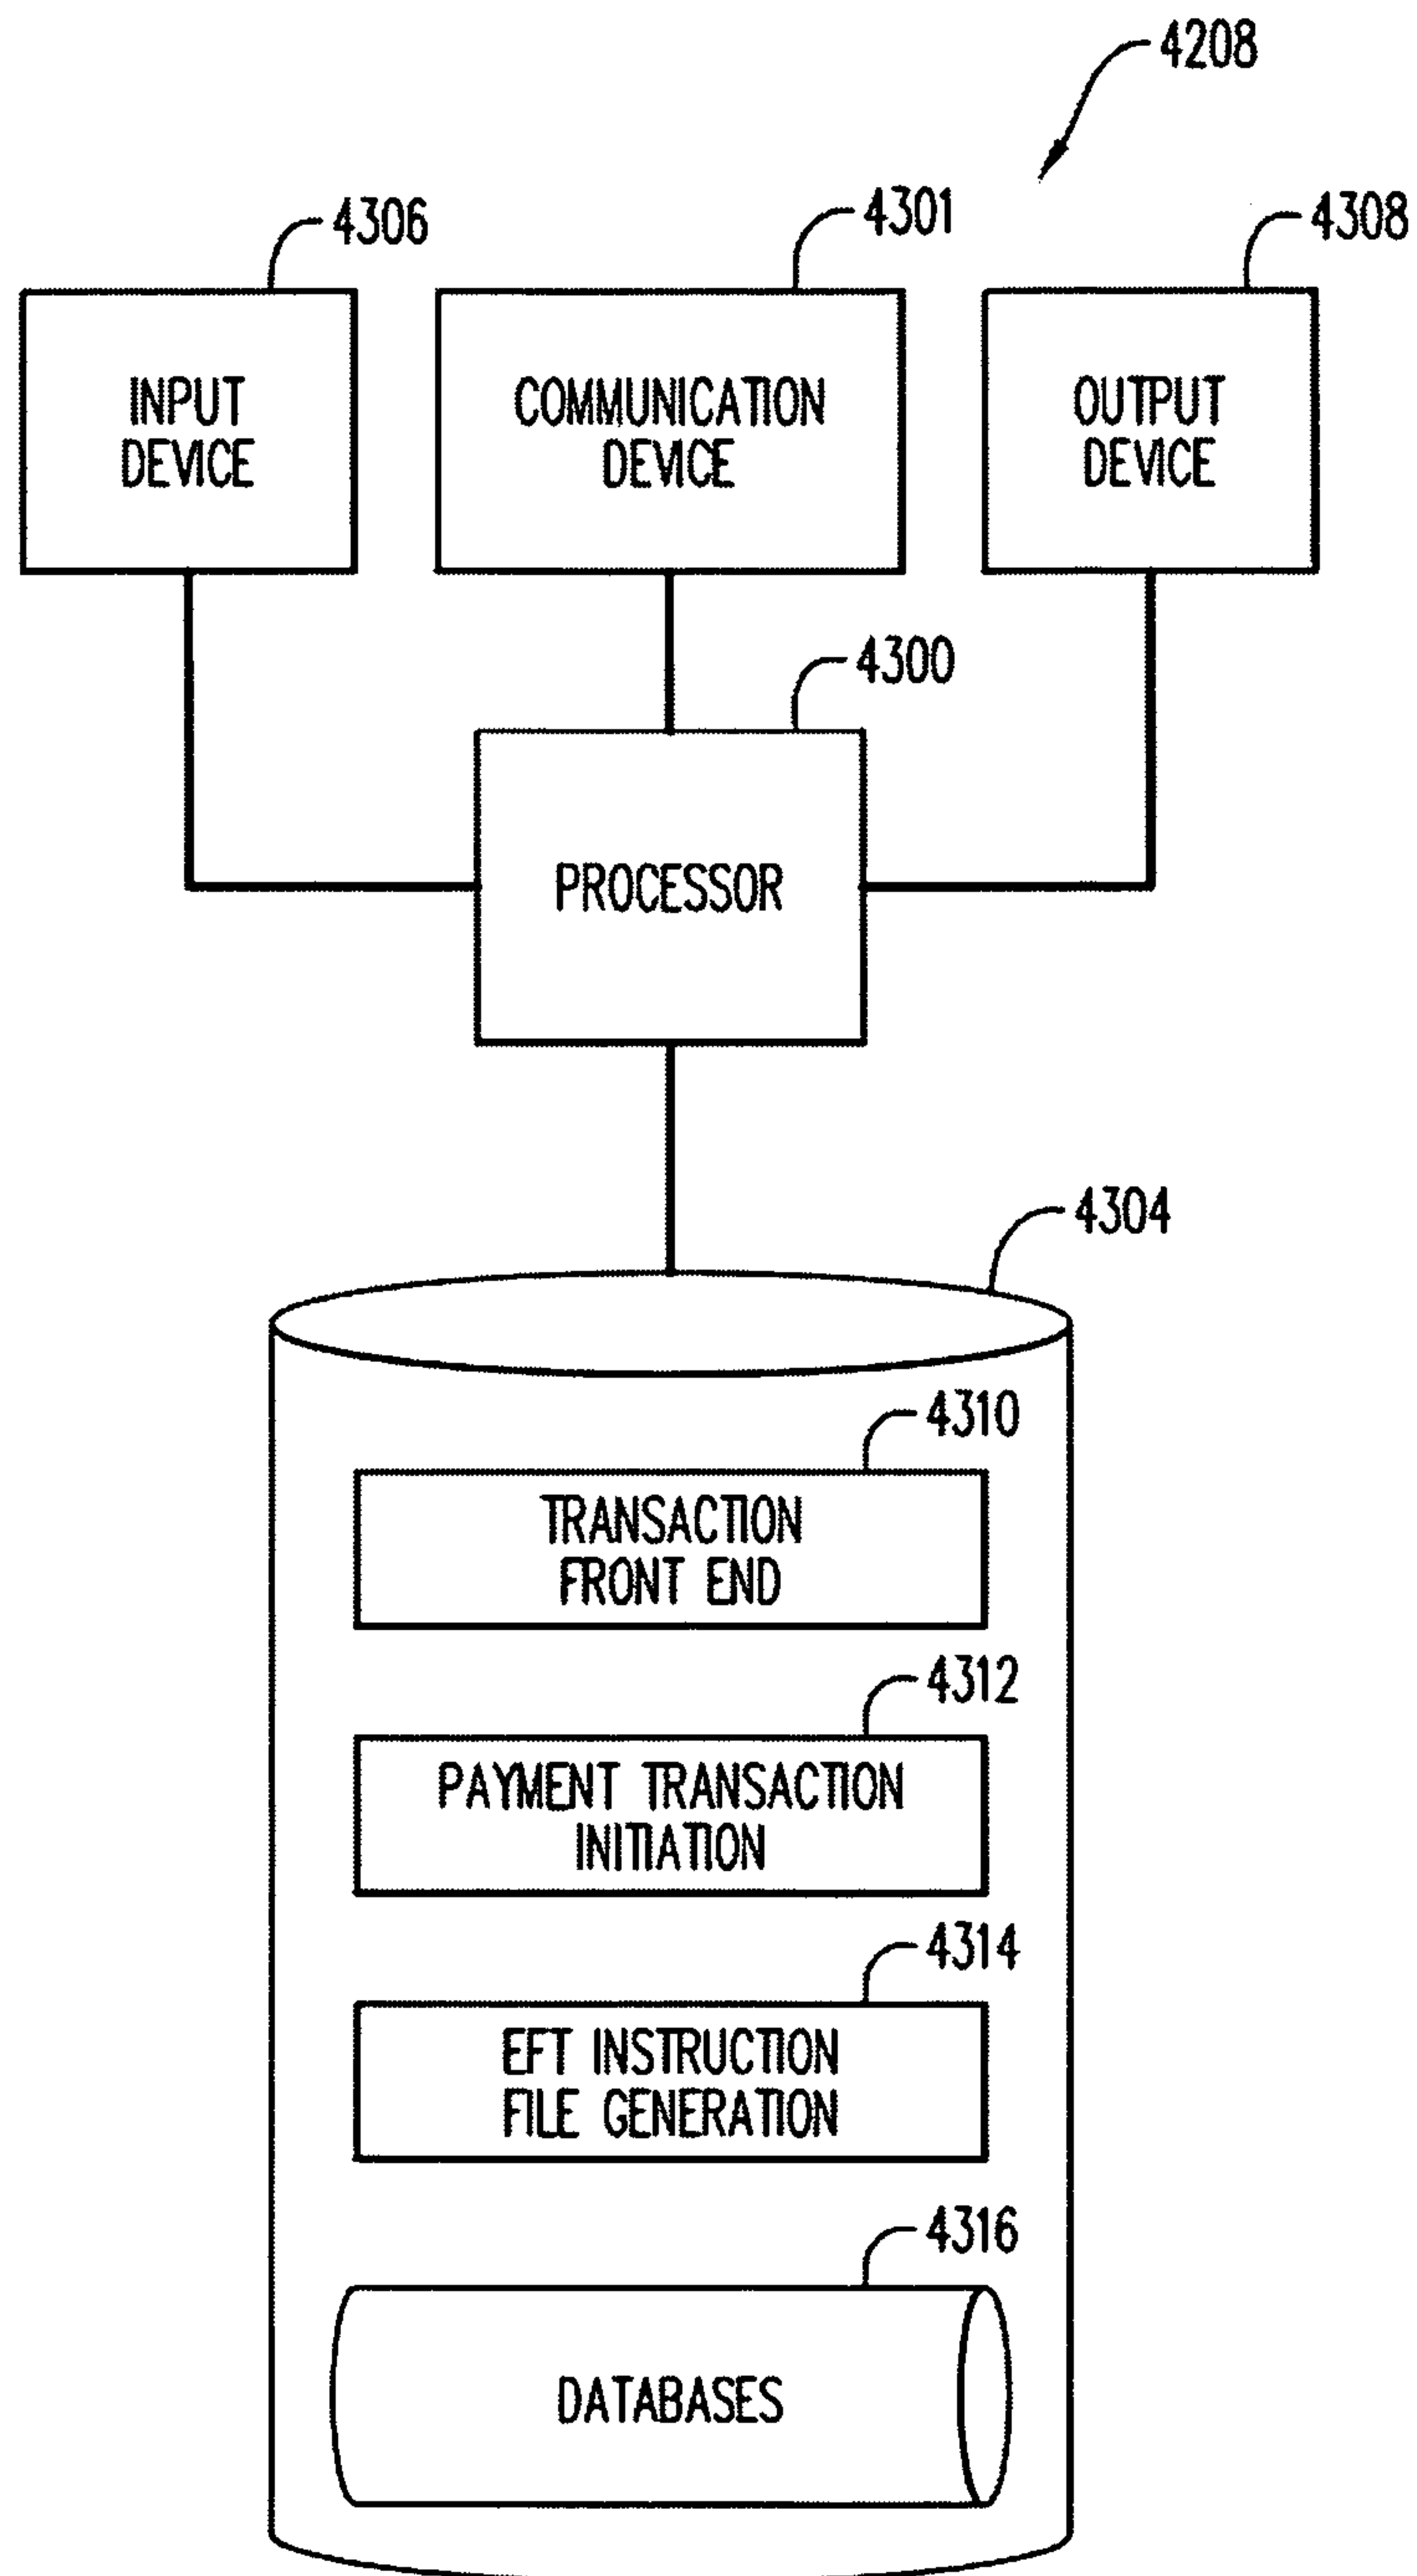 4208
4306
4301
4308
INPUT
DEVICE
COMMUNICATION
DEVICE
OUTPUT
DEVICE
4300
PROCESSOR
4304
4310
TRANSACTION
FRONT END
4312
PAYMENT TRANSACTION
INITIATION
4314
EFT INSTRUCTION
FILE GENERATION
4316
DATABASES